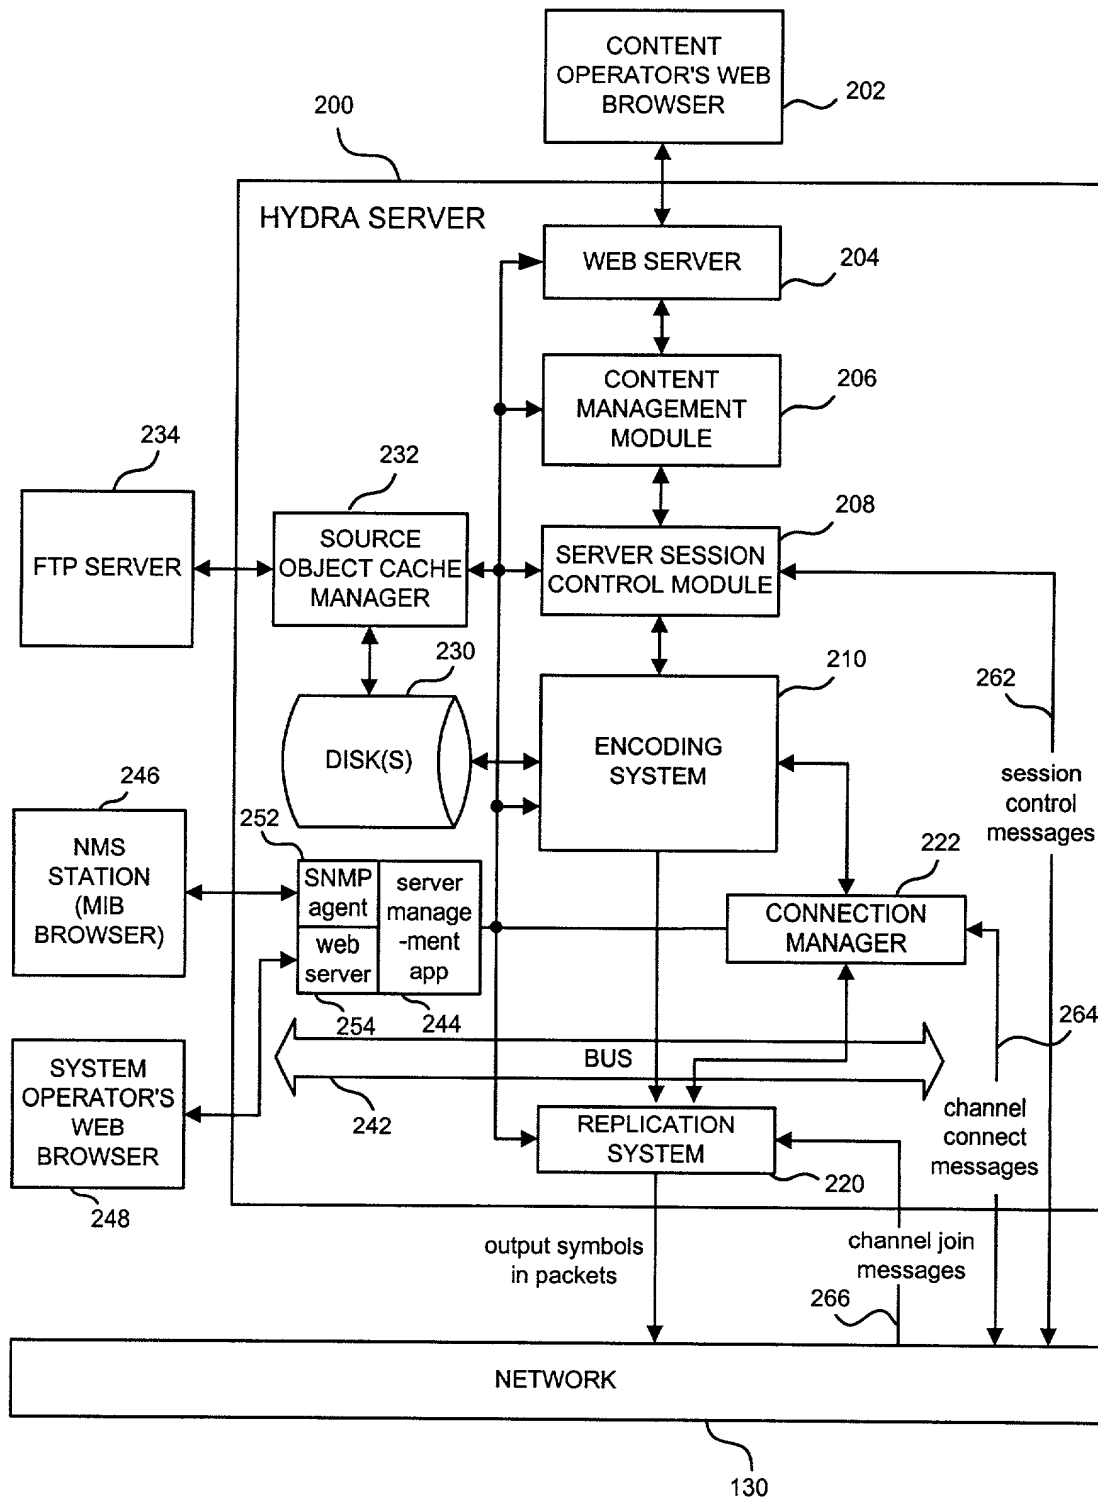 CONTENT
OPERATOR'S WEB
BROWSER
202
200
HYDRA SERVER
WEB SERVER
204
CONTENT
MANAGEMENT
MODULE
206
234
232
208
FTP SERVER
SOURCE
OBJECT CACHE
MANAGER
SERVER SESSION
CONTROL MODULE
230
210
262
DISK(S)
ENCODING
SYSTEM
session
control
messages
246
252
222
NMS
STATION
(MIB
BROWSER)
SNMP
agent
server
manage
-ment
app
web
server
CONNECTION
MANAGER
254
244
264
BUS
242
SYSTEM
OPERATOR'S
WEB
BROWSER
248
REPLICATION
SYSTEM
220
channel
connect
messages
output symbols
in packets
channel join
messages
266
NETWORK
130